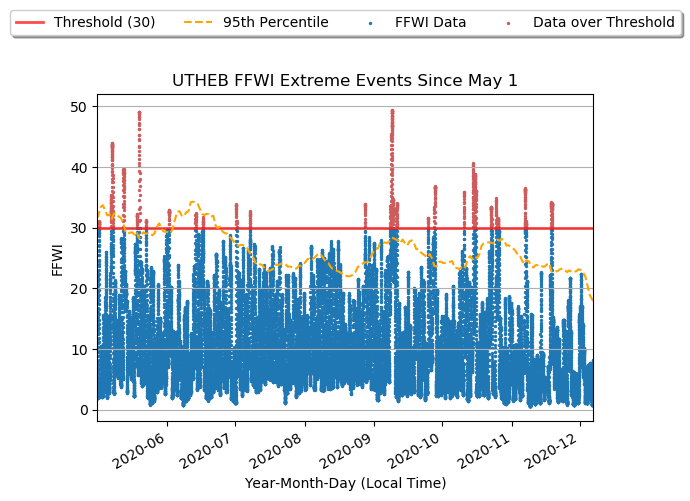 Threshold (30) 95th Percentile FFWI Data Data over Threshold
UTHEB FFWI Extreme Events Since May 1
50
40
30
20
10
0
FFWI
2020-06 2020-07 2020-08 2020-09 2020-10 2020-11 2020-12
Year-Month-Day (Local Time)